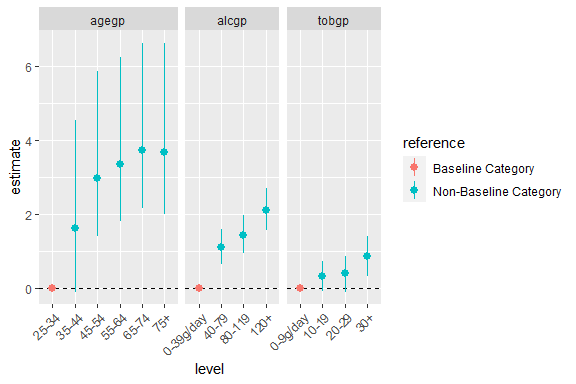 agegp alcgp tobgp
6
4
2
0
estimate
25-34 35-44 45-54 55-64 65-74 75+ 0-39g/day 40-79 80-119 120+ 0-9g/day 10-19 20-29 30+
level
reference
Baseline Category
Non-Baseline Category